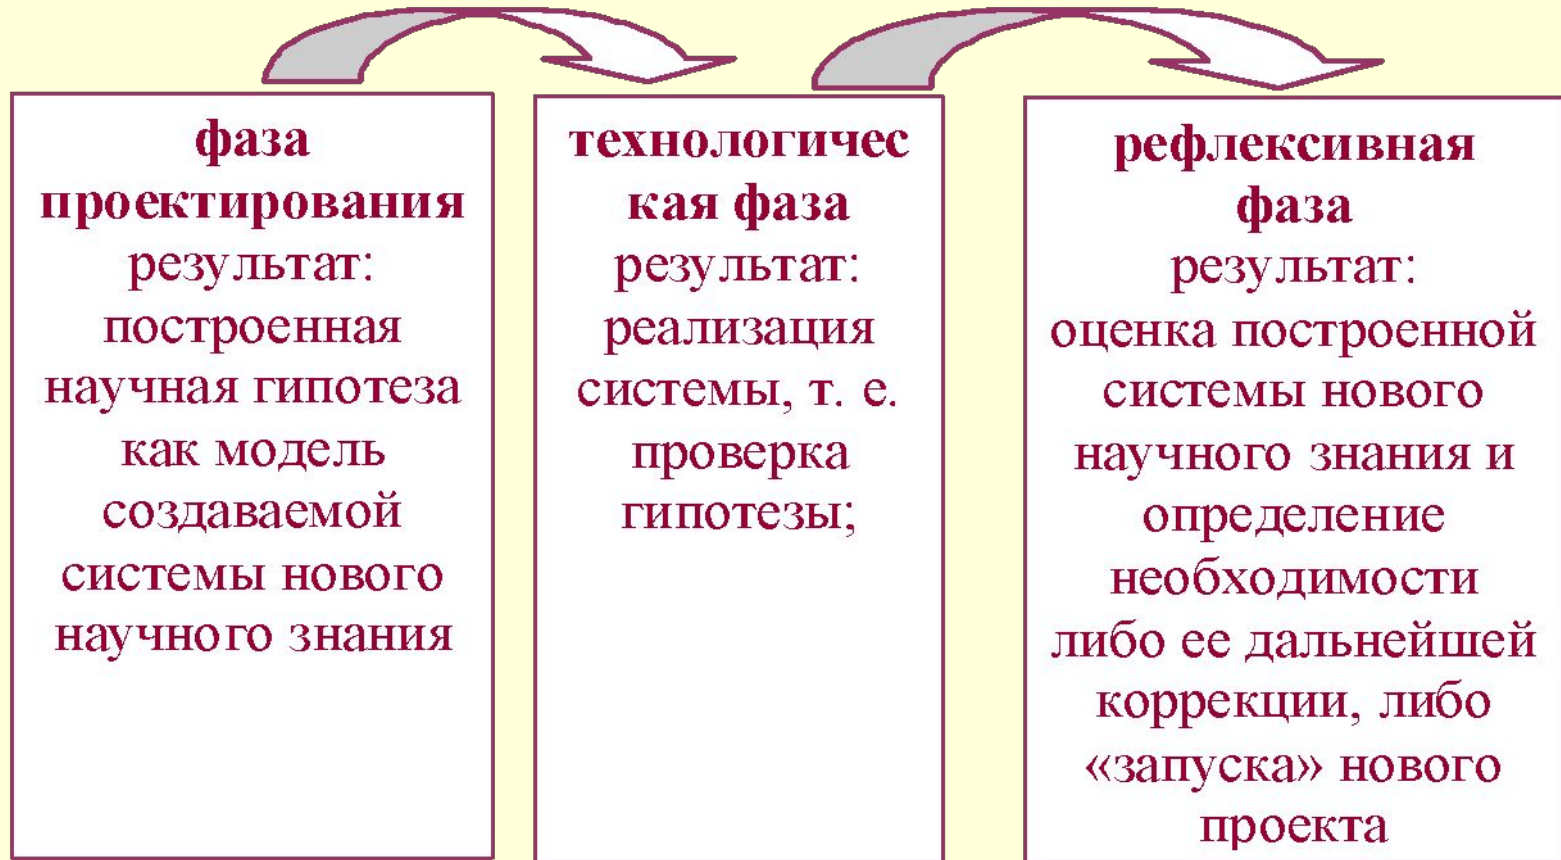 фаза
проектирования
результат:
построенная
научная гипотеза
как модель
создаваемой
системы нового
научного знания
технологичес
кая фаза
результат:
реализация
системы, т. е.
проверка
гипотезы;
рефлексивная
фаза
результат:
оценка построенной
системы нового
научного знания и
определение
необходимости
либо ее дальнейшей
коррекции, либо
«запуска» нового
проекта